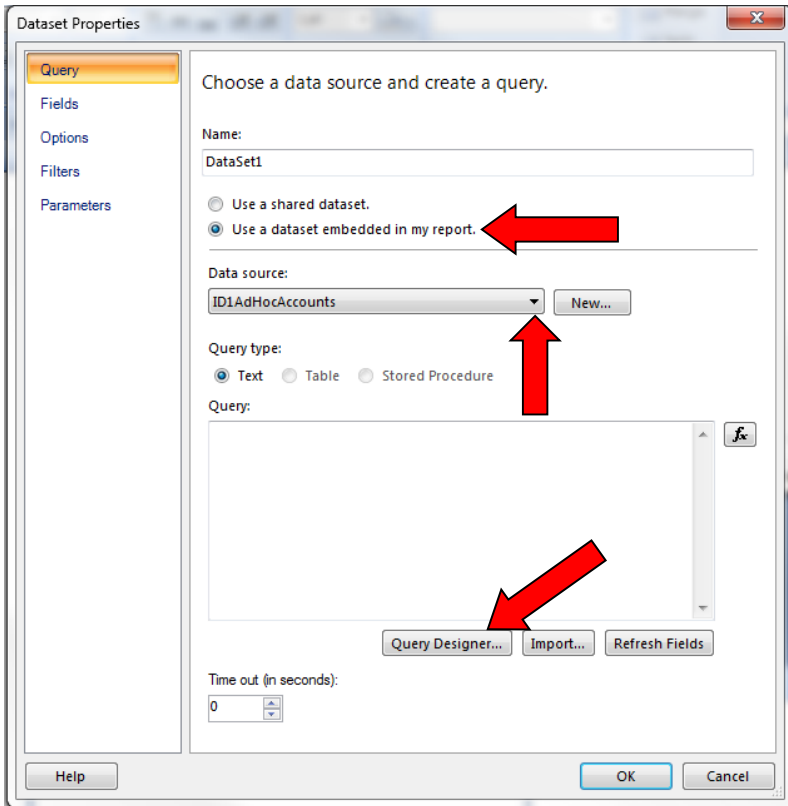 Dataset Properties
Query
Fields
Options
Filters
Parameters
Choose a data source and create a query.
Name:
DataSet1
Use a shared dataset.
Use a dataset embedded in my report.
Data source:
ID1AdHocAccounts
New...
Query type:
Text Table Stored Procedure
Query:
fx
Query Designer... Import... Refresh Fields
Time out (in seconds):
0
Help OK Cancel